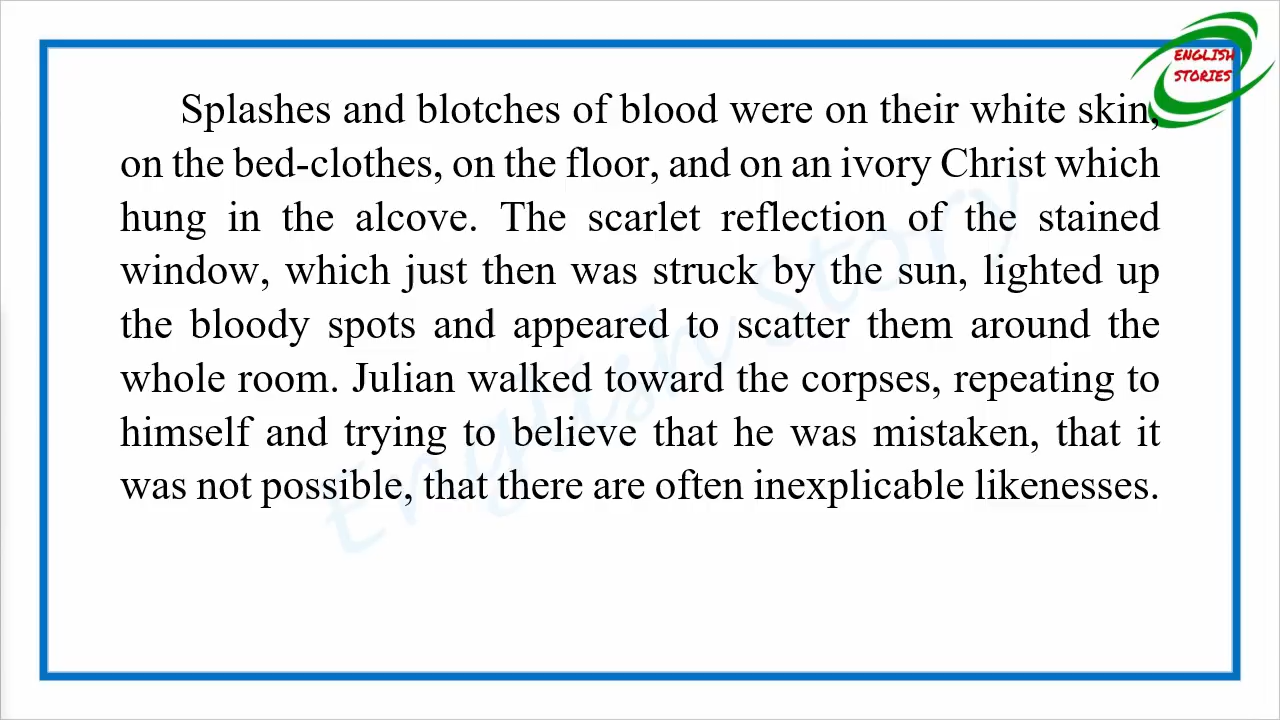 ENGLISH
STORIES
Splashes and blotches of blood were on their white skin,
on the bed-clothes, on the floor, and on an ivory Christ which
hung in the alcove. The scarlet reflection of the stained
window, which just then was struck by the sun, lighted up
the bloody spots and appeared to scatter them around the
whole room. Julian walked toward the corpses, repeating to
himself and trying to believe that he was mistaken, that it
was not possible, that there are often inexplicable likenesses.
English Story